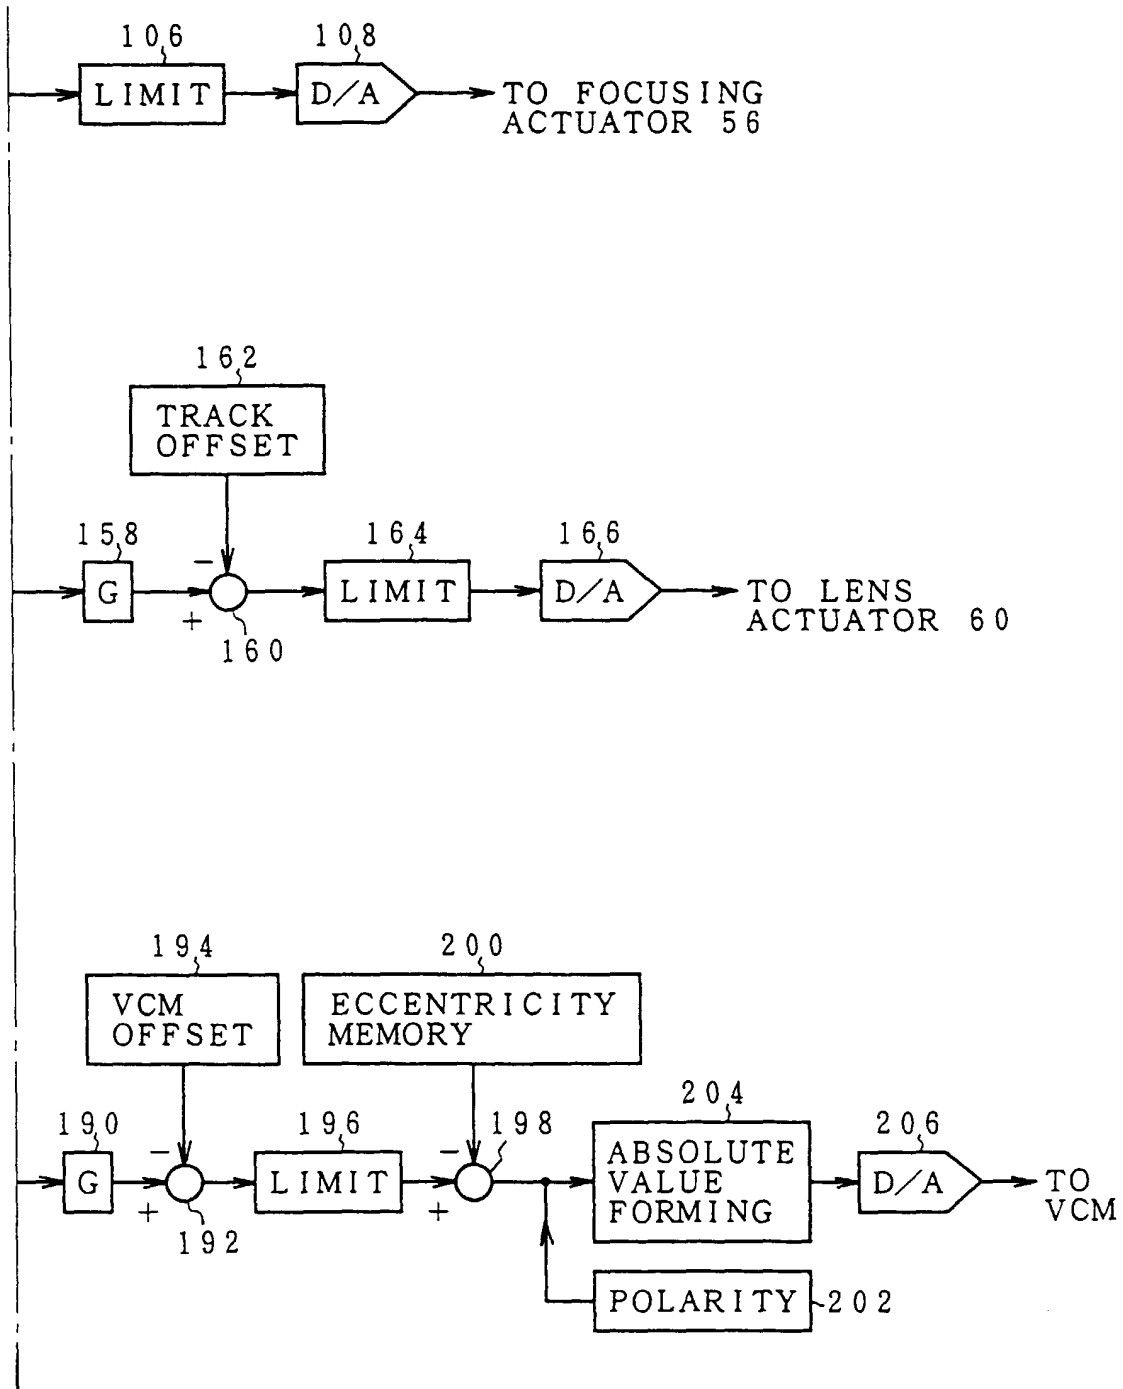 106
108
LIMIT
D/A
TO FOCUSING
ACTUATOR 56
162
TRACK
OFFSET
158
164
166
-
G
LIMIT
D/A
TO LENS
ACTUATOR 60
+
160
194
200
VCM
OFFSET
ECCENTRICITY
MEMORY
190
196
198
204
206
-
-
G
LIMIT
ABSOLUTE
VALUE
FORMING
D/A
TO
VCM
+
+
192
POLARITY
202